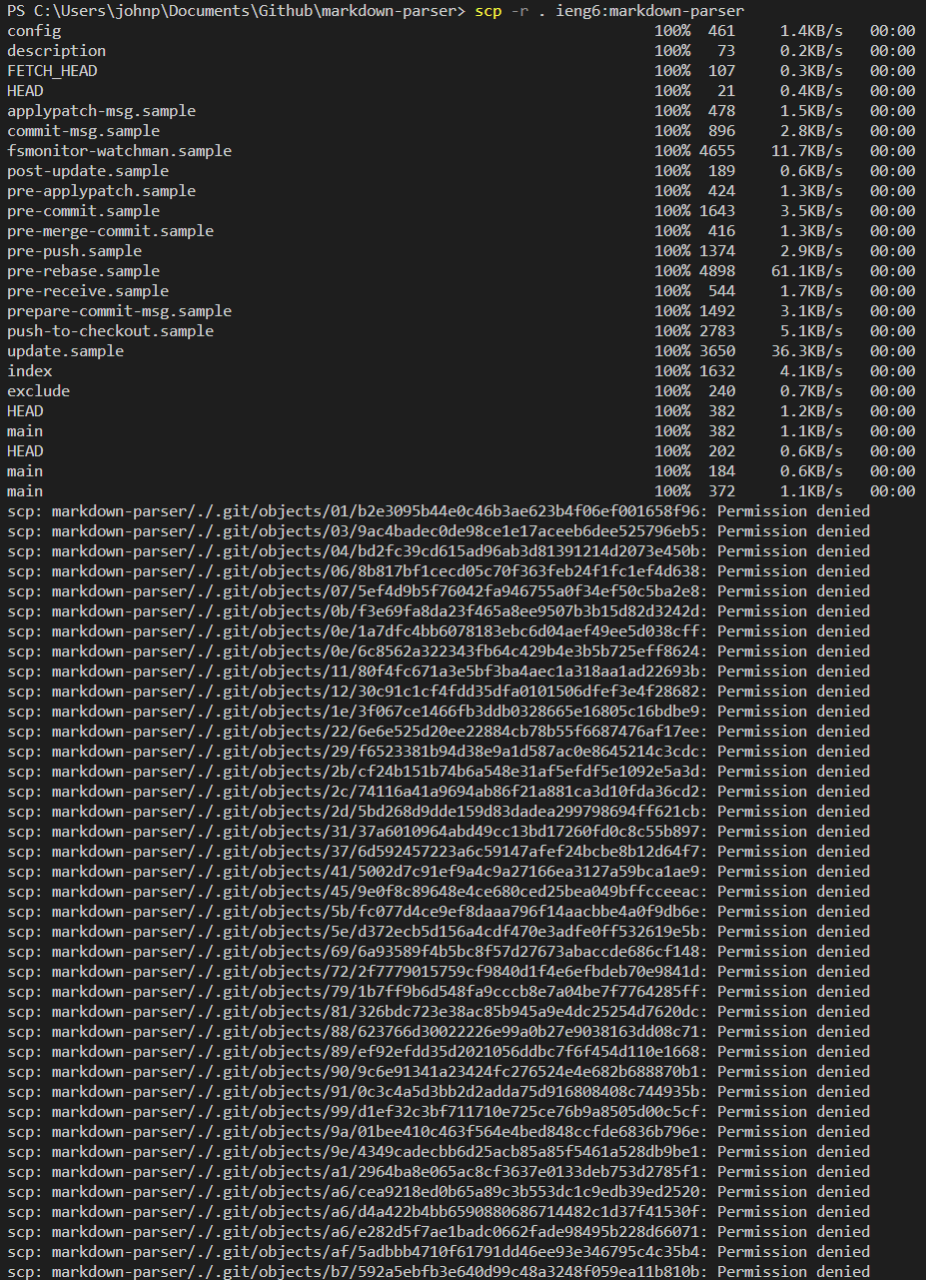 PS C:\Users\johnp\Documents\Github\markdown-parser> scp -r . ieng6:markdown-parser
config 100% 461 1.4KB/s 00:00
description 100% 73 0.2KB/s 00:00
FETCH_HEAD 100% 107 0.3KB/s 00:00
HEAD 100% 21 0.4KB/s 00:00
applypatch-msg.sample 100% 478 1.5KB/s 00:00
commit-msg.sample 100% 896 2.8KB/s 00:00
fsmonitor-watchman.sample 100% 4655 11.7KB/s 00:00
post-update.sample 100% 189 0.6KB/s 00:00
pre-applypatch.sample 100% 424 1.3KB/s 00:00
pre-commit.sample 100% 1643 3.5KB/s 00:00
pre-merge-commit.sample 100% 416 1.3KB/s 00:00
pre-push.sample 100% 1374 2.9KB/s 00:00
pre-rebase.sample 100% 4898 61.1KB/s 00:00
pre-receive.sample 100% 544 1.7KB/s 00:00
prepare-commit-msg.sample 100% 1492 3.1KB/s 00:00
push-to-checkout.sample 100% 2783 5.1KB/s 00:00
update.sample 100% 3650 36.3KB/s 00:00
index 100% 1632 4.1KB/s 00:00
exclude 100% 240 0.7KB/s 00:00
HEAD 100% 382 1.2KB/s 00:00
main 100% 382 1.1KB/s 00:00
HEAD 100% 202 0.6KB/s 00:00
main 100% 184 0.6KB/s 00:00
main 100% 372 1.1KB/s 00:00
scp: markdown-parser/./.git/objects/01/b2e3095b44e0c46b3ae623b4f06ef001658f96: Permission denied
scp: markdown-parser/./.git/objects/03/9ac4badec0de98ce1e17aceeb6dee525796eb5: Permission denied
scp: markdown-parser/./.git/objects/04/bd2fc39cd615ad96ab3d81391214d2073e450b: Permission denied
scp: markdown-parser/./.git/objects/06/8b817bf1cecd05c70f363feb24f1fc1ef4d638: Permission denied
scp: markdown-parser/./.git/objects/07/5ef4d9b5f76042fa946755a0f34ef50c5ba2e8: Permission denied
scp: markdown-parser/./.git/objects/0b/f3e69fa8da23f465a8ee9507b3b15d82d3242d: Permission denied
scp: markdown-parser/./.git/objects/0e/1a7dfc4bb6078183ebc6d04aef49ee5d038cff: Permission denied
scp: markdown-parser/./.git/objects/0e/6c8562a322343fb64c429b4e3b5b725eff8624: Permission denied
scp: markdown-parser/./.git/objects/11/80f4fc671a3e5bf3ba4aec1a318aa1ad22693b: Permission denied
scp: markdown-parser/./.git/objects/12/30c91c1cf4fdd35dfa0101506dfef3e4f28682: Permission denied
scp: markdown-parser/./.git/objects/1e/3f067ce1466fb3ddb0328665e16805c16bdbe9: Permission denied
scp: markdown-parser/./.git/objects/22/6e6e525d20ee22884cb78b55f6687476af17ee: Permission denied
scp: markdown-parser/./.git/objects/29/f6523381b94d38e9a1d587ac0e8645214c3cdc: Permission denied
scp: markdown-parser/./.git/objects/2b/cf24b151b74b6a548e31af5efdf5e1092e5a3d: Permission denied
scp: markdown-parser/./.git/objects/2c/74116a41a9694ab86f21a881ca3d10fda36cd2: Permission denied
scp: markdown-parser/./.git/objects/2d/5bd268d9dde159d83dadea299798694ff621cb: Permission denied
scp: markdown-parser/./.git/objects/31/37a6010964abd49cc13bd17260fd0c8c55b897: Permission denied
scp: markdown-parser/./.git/objects/37/6d592457223a6c59147afef24bcbe8b12d64f7: Permission denied
scp: markdown-parser/./.git/objects/41/5002d7c91ef9a4c9a27166ea3127a59bca1ae9: Permission denied
scp: markdown-parser/./.git/objects/45/9e0f8c89648e4ce680ced25bea049bffcceeac: Permission denied
scp: markdown-parser/./.git/objects/5b/fc077d4ce9ef8daaa796f14aacbbe4a0f9db6e: Permission denied
scp: markdown-parser/./.git/objects/5e/d372ecb5d156a4cdf470e3adfe0ff532619e5b: Permission denied
scp: markdown-parser/./.git/objects/69/6a93589f4b5bc8f57d27673abaccde686cf148: Permission denied
scp: markdown-parser/./.git/objects/72/2f7779015759cf9840d1f4e6efbdeb70e9841d: Permission denied
scp: markdown-parser/./.git/objects/79/1b7ff9b6d548fa9cccb8e7a04be7f7764285ff: Permission denied
scp: markdown-parser/./.git/objects/81/326bdc723e38ac85b945a9e4dc25254d7620dc: Permission denied
scp: markdown-parser/./.git/objects/88/623766d30022226e99a0b27e9038163dd08c71: Permission denied
scp: markdown-parser/./.git/objects/89/ef92efdd35d2021056ddbc7f6f454d110e1668: Permission denied
scp: markdown-parser/./.git/objects/90/9c6e91341a23424fc276524e4e682b688870b1: Permission denied
scp: markdown-parser/./.git/objects/91/0c3c4a5d3bb2d2adda75d916808408c744935b: Permission denied
scp: markdown-parser/./.git/objects/99/d1ef32c3bf711710e725ce76b9a8505d00c5cf: Permission denied
scp: markdown-parser/./.git/objects/9a/01bee410c463f564e4bed848ccfde6836b796e: Permission denied
scp: markdown-parser/./.git/objects/9e/4349cadecbb6d25acb85a85f5461a528db9be1: Permission denied
scp: markdown-parser/./.git/objects/a1/2964ba8e065ac8cf3637e0133deb753d2785f1: Permission denied
scp: markdown-parser/./.git/objects/a6/cea9218ed0b65a89c3b553dc1c9edb39ed2520: Permission denied
scp: markdown-parser/./.git/objects/a6/d4a422b4bb6590880686714482c1d37f41530f: Permission denied
scp: markdown-parser/./.git/objects/a6/e282d5f7ae1badc0662fade98495b228d66071: Permission denied
scp: markdown-parser/./.git/objects/af/5adbbb4710f61791dd46ee93e346795c4c35b4: Permission denied
scp: markdown-parser/./.git/objects/b7/592a5ebfb3e640d99c48a3248f059ea11b810b: Permission denied